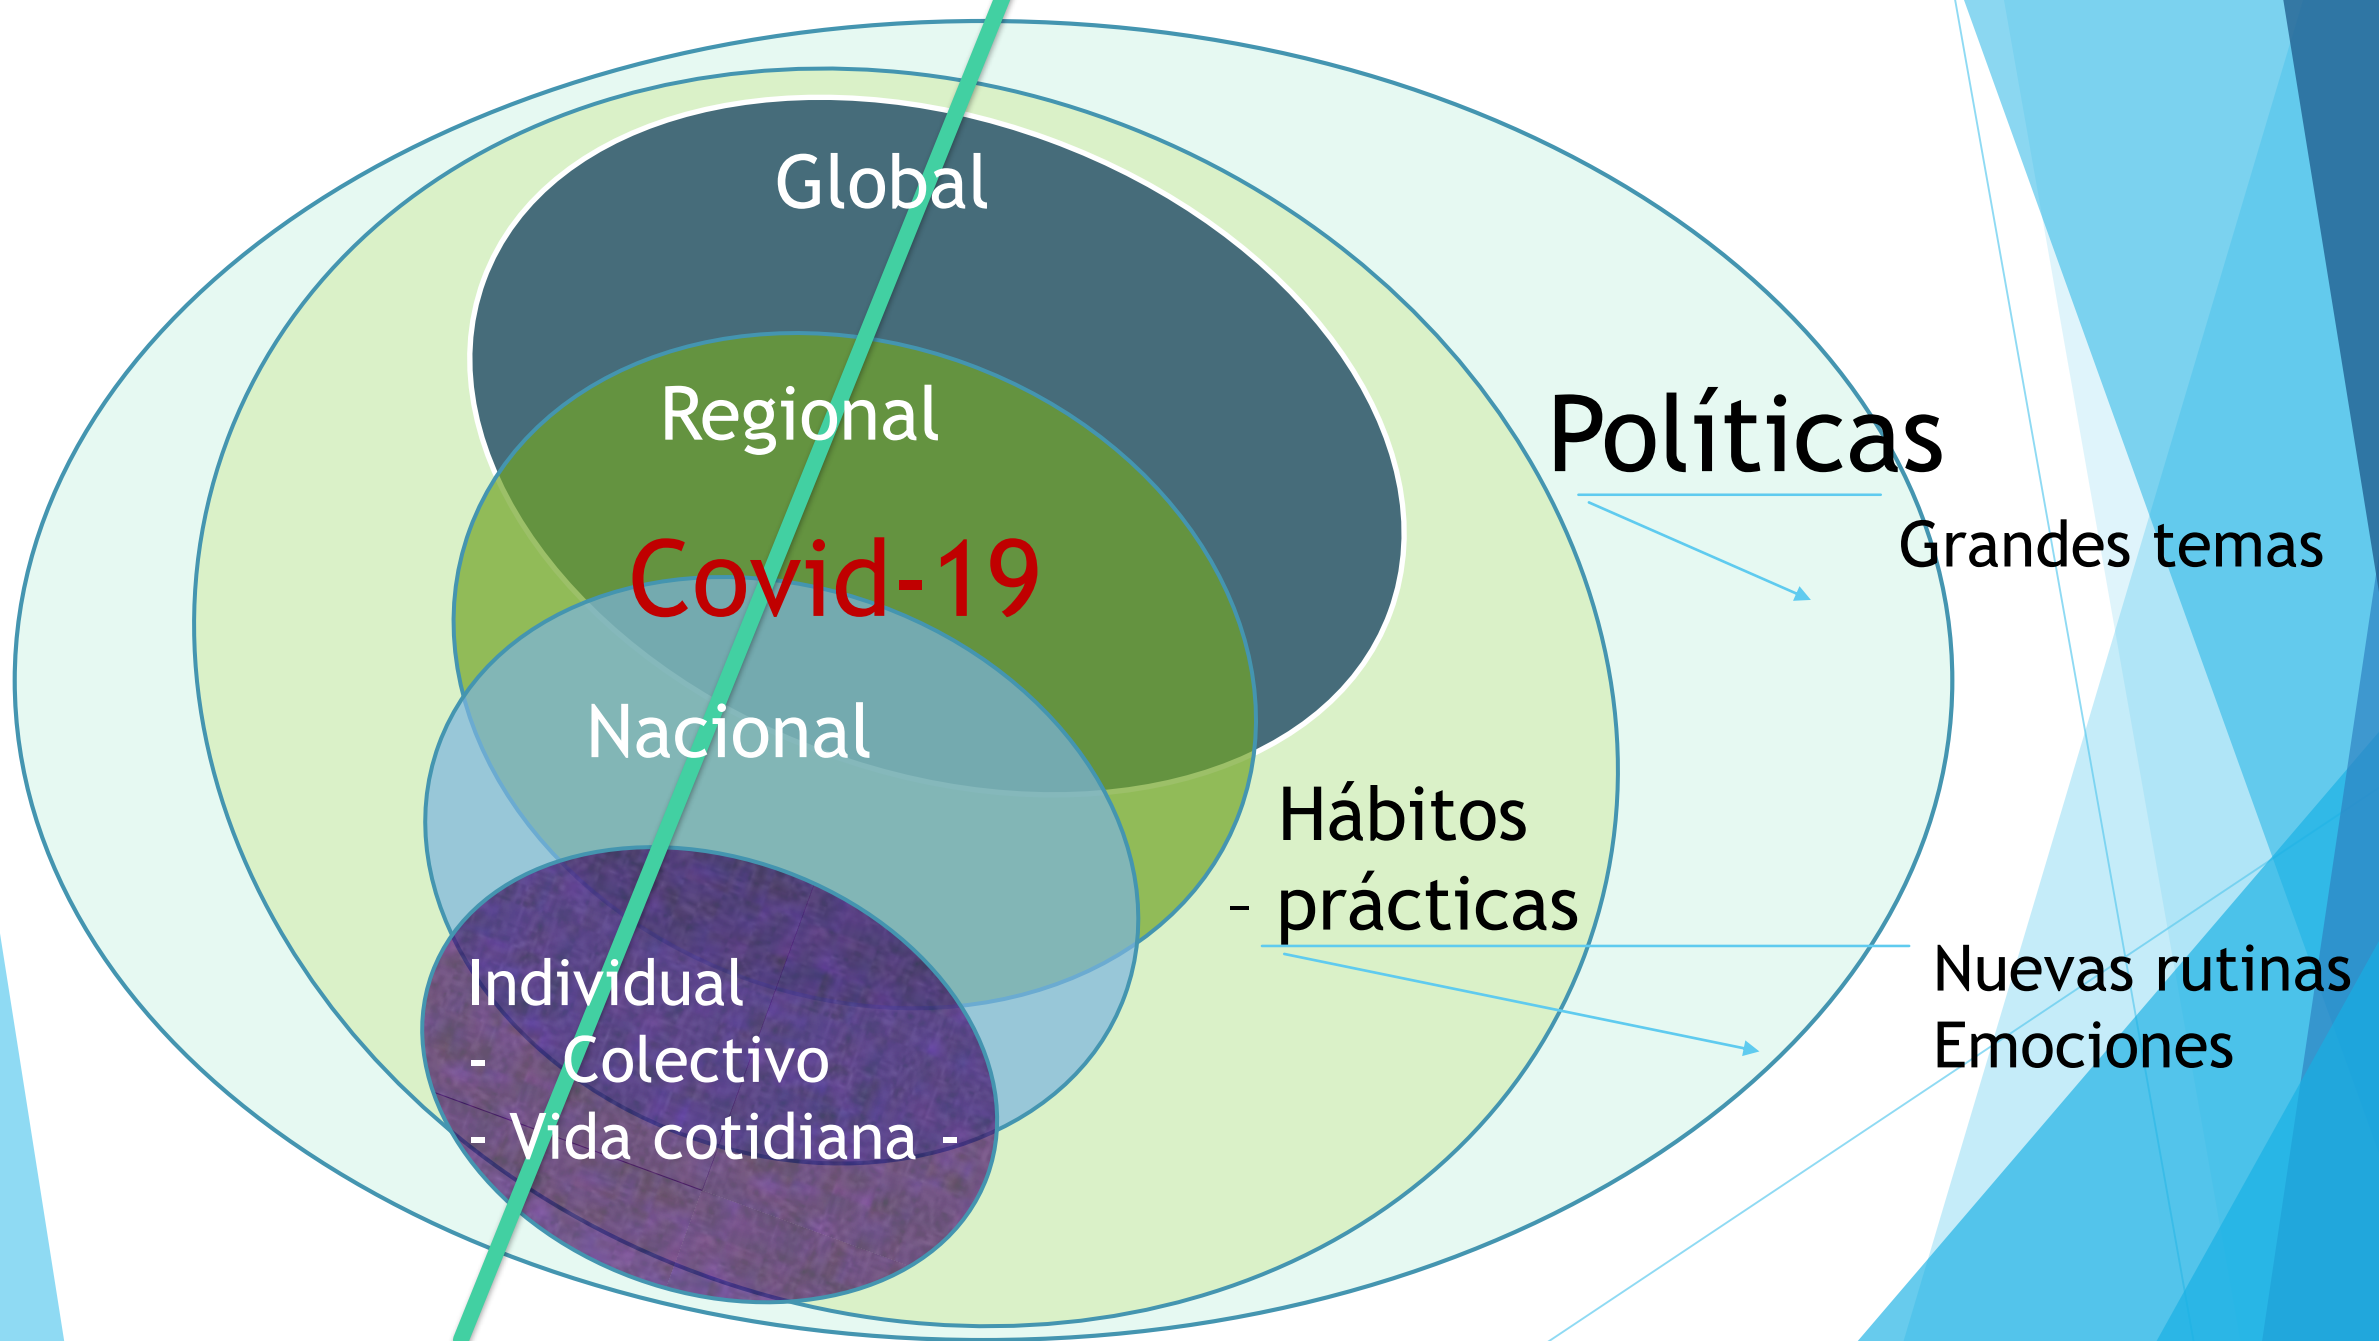 Global
Regional
Covid-19
Nacional
Individual
- Colectivo
- Vida cotidiana -
Políticas
Grandes temas
Hábitos
– prácticas
Nuevas rutinas
Emociones